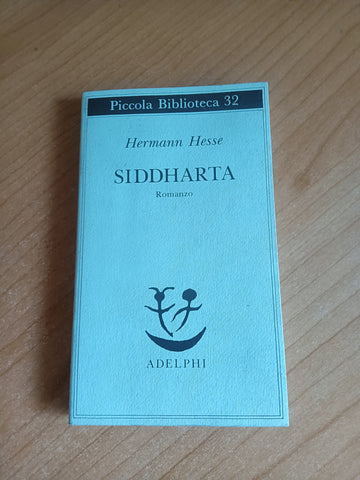 Piccola Biblioteca 32
Hermann Hesse
SIDDHARTA
Romanzo
ADELPHI